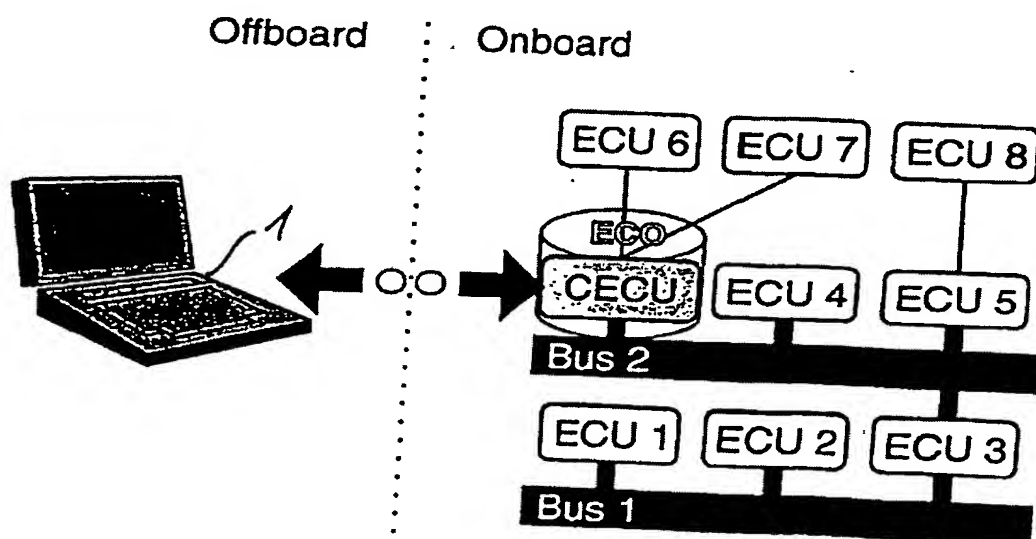 Offboard
Onboard
ECU 6
ECU 7
ECU 8
ECO
1
CECU
ECU 4
ECU 5
Bus 2
ECU 1
ECU 2
ECU 3
Bus 1